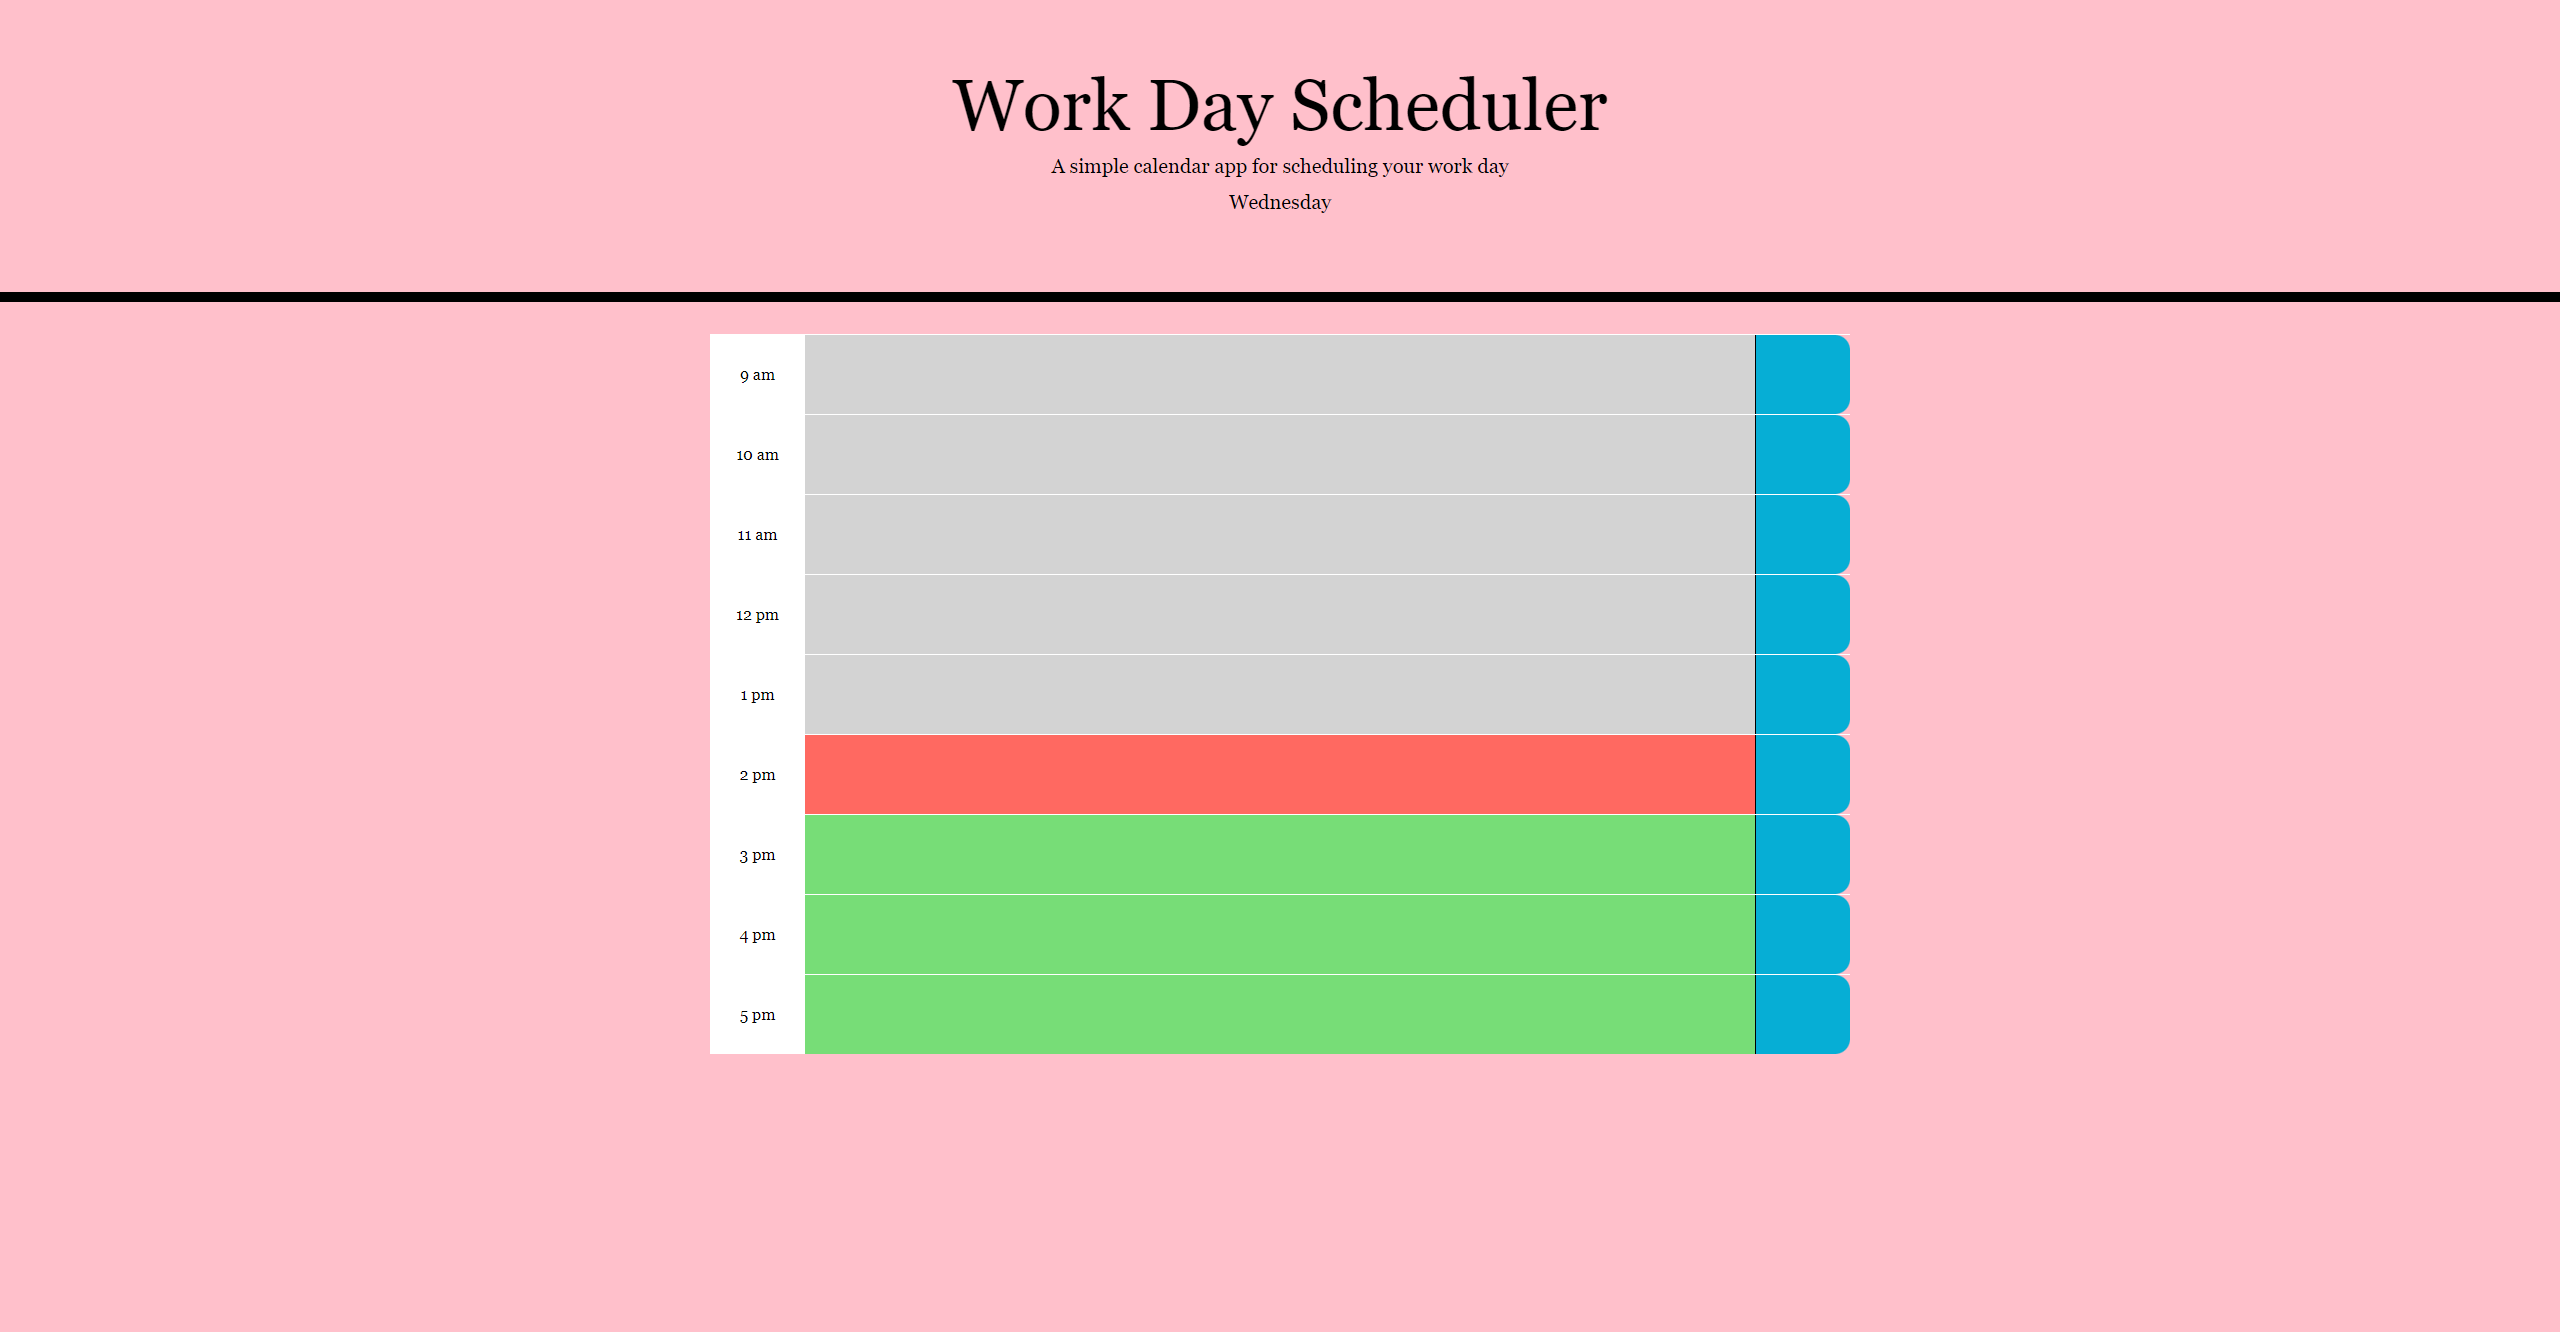 Work Day Scheduler
A simple calendar app for scheduling your work day
Wednesday
9 am
10 am
11 am
12 pm
1 pm
2 pm
3 pm
4 pm
5 pm